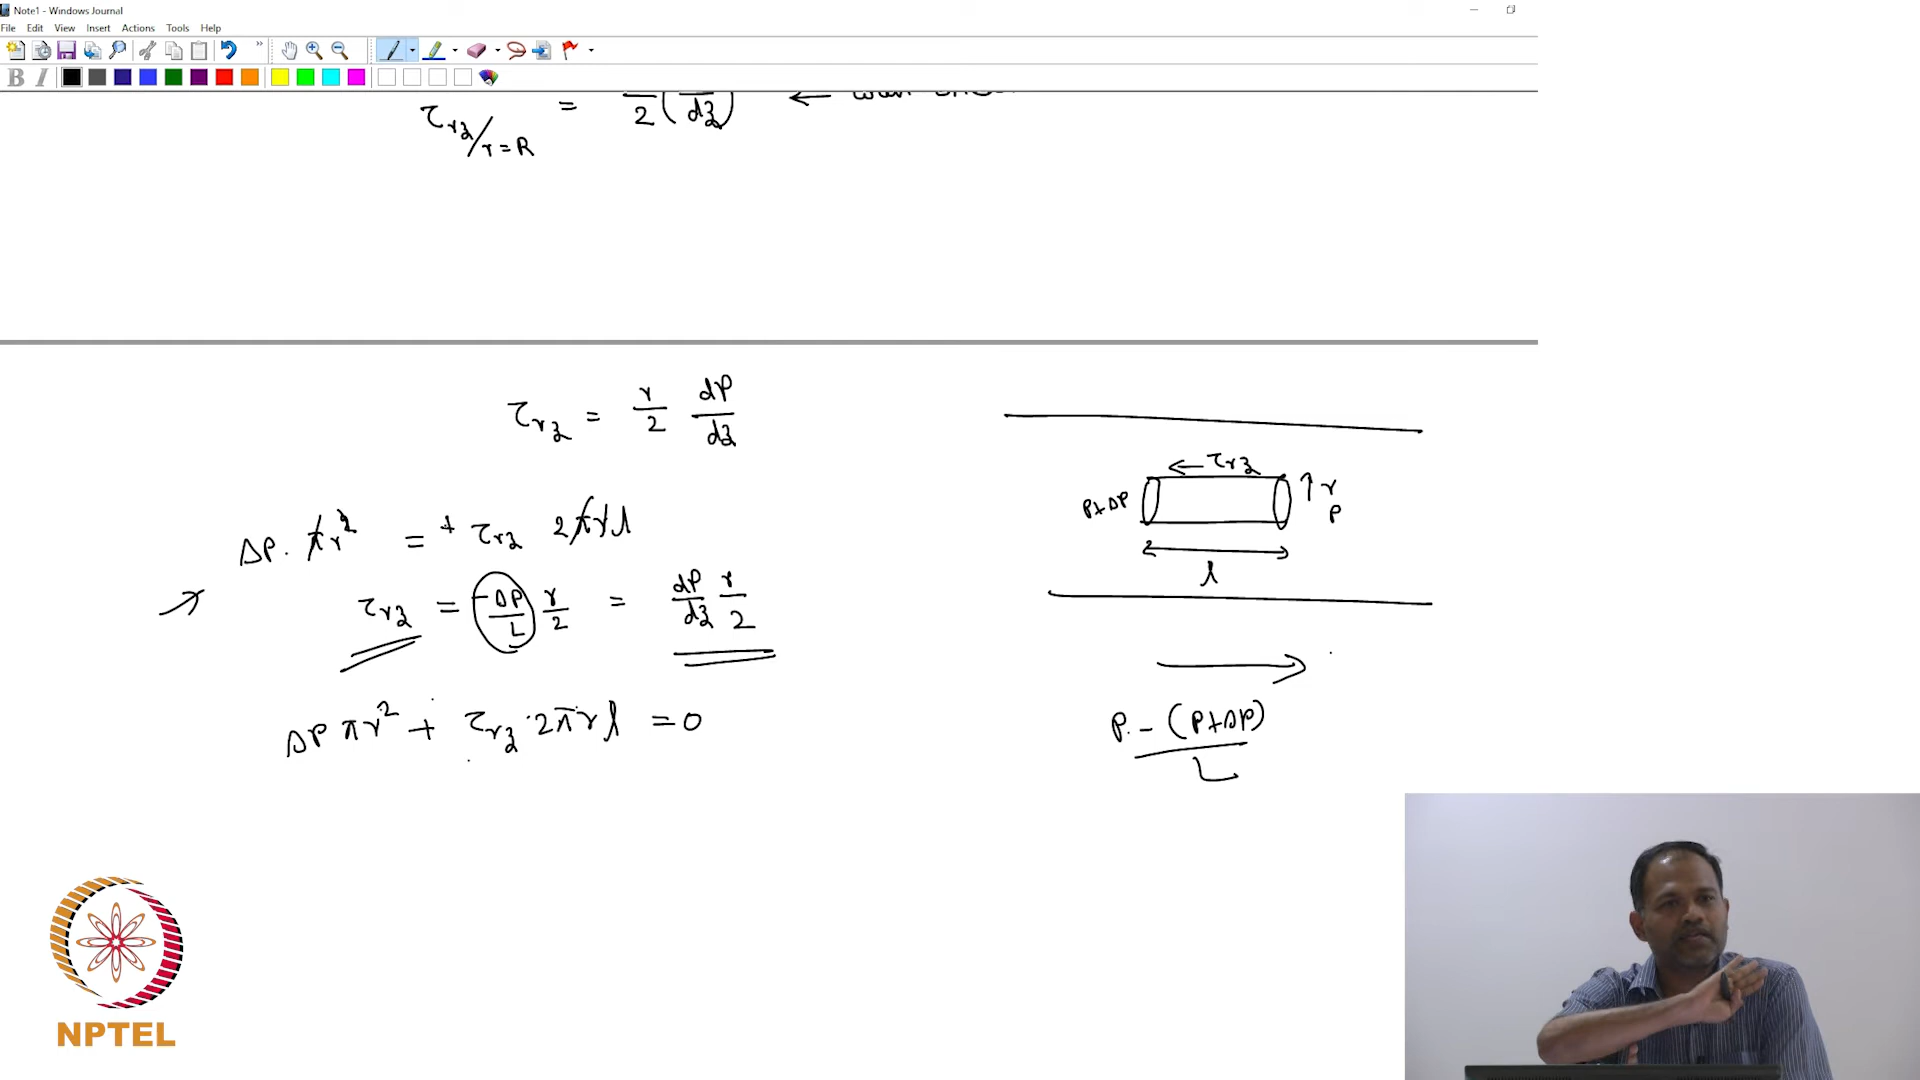 Note1 - Windows Journal
File Edit View Insert Actions Tools Help
B I
τrz/r=R = 2 (dz) ← wall
τrz = r/2 dP/dz
ΔP. πr² = + τrz 2πrl
τrz = -ΔP/L r/2 = dP/dz r/2
ΔP πr² + τrz · 2πrl = 0
← τrz
P+ΔP
↑ r
P
l
P - (P+ΔP)
L
NPTEL